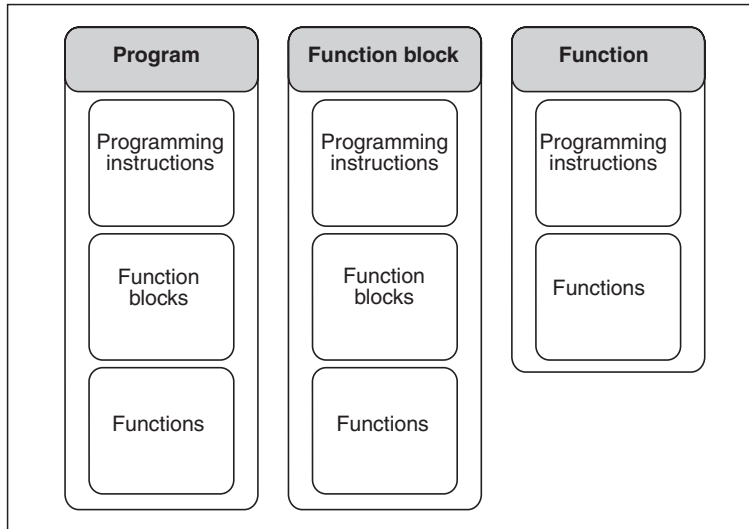 Program
Programming
instructions
Function
blocks
Functions
Function block
Programming
instructions
Function
blocks
Functions
Function
Programming
instructions
Functions